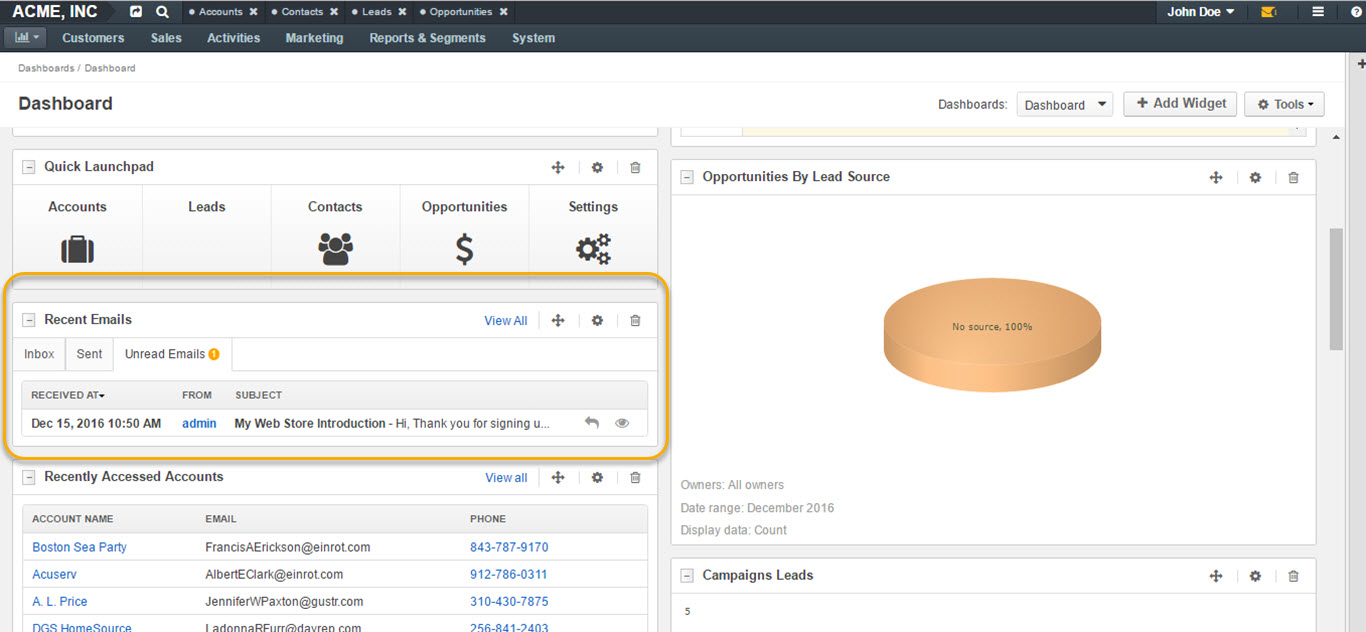 ACME, INC
Accounts ✖ Contacts ✖ Leads ✖ Opportunities ✖
John Doe
Customers Sales Activities Marketing Reports & Segments System
Dashboards / Dashboard
Dashboard
Dashboards: Dashboard + Add Widget Tools
Quick Launchpad
Accounts Leads Contacts Opportunities Settings
Recent Emails View All
Inbox Sent Unread Emails 1
RECEIVED AT FROM SUBJECT
Dec 15, 2016 10:50 AM admin My Web Store Introduction - Hi, Thank you for signing u...
Recently Accessed Accounts View all
ACCOUNT NAME EMAIL PHONE
Boston Sea Party FrancisAErickson@einrot.com 843-787-9170
Acuserv AlbertEClark@einrot.com 912-786-0311
A. L. Price JenniferWPaxton@gustr.com 310-430-7875
DGS HomeSource LadonnaRFurr@dayrep.com 256-841-2403
Opportunities By Lead Source
No source, 100%
Owners: All owners
Date range: December 2016
Display data: Count
Campaigns Leads
5